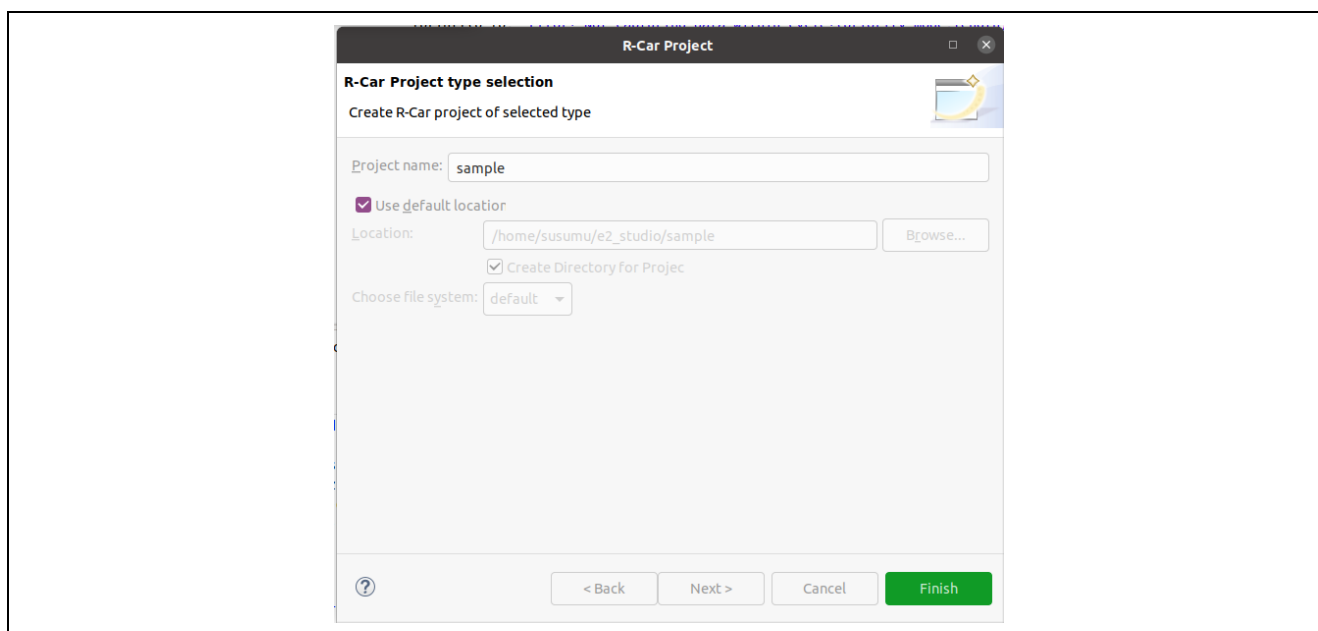 R-Car Project
R-Car Project type selection
Create R-Car project of selected type
Project name: sample
Use default locatior
Location: /home/susumu/e2_studio/sample Browse...
Create Directory for Projec
Choose file system: default
? < Back Next > Cancel Finish